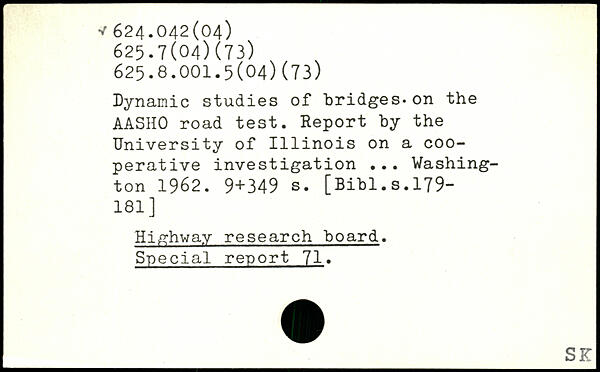 ✓ 624.042(04)
625.7(04)(73)
625.8.001.5(04)(73)
Dynamic studies of bridges.on the
AASHO road test. Report by the
University of Illinois on a coo-
perative investigation ... Washing-
ton 1962. 9+349 s. [Bibl.s.179-
181]
Highway research board.
Special report 71.
SK